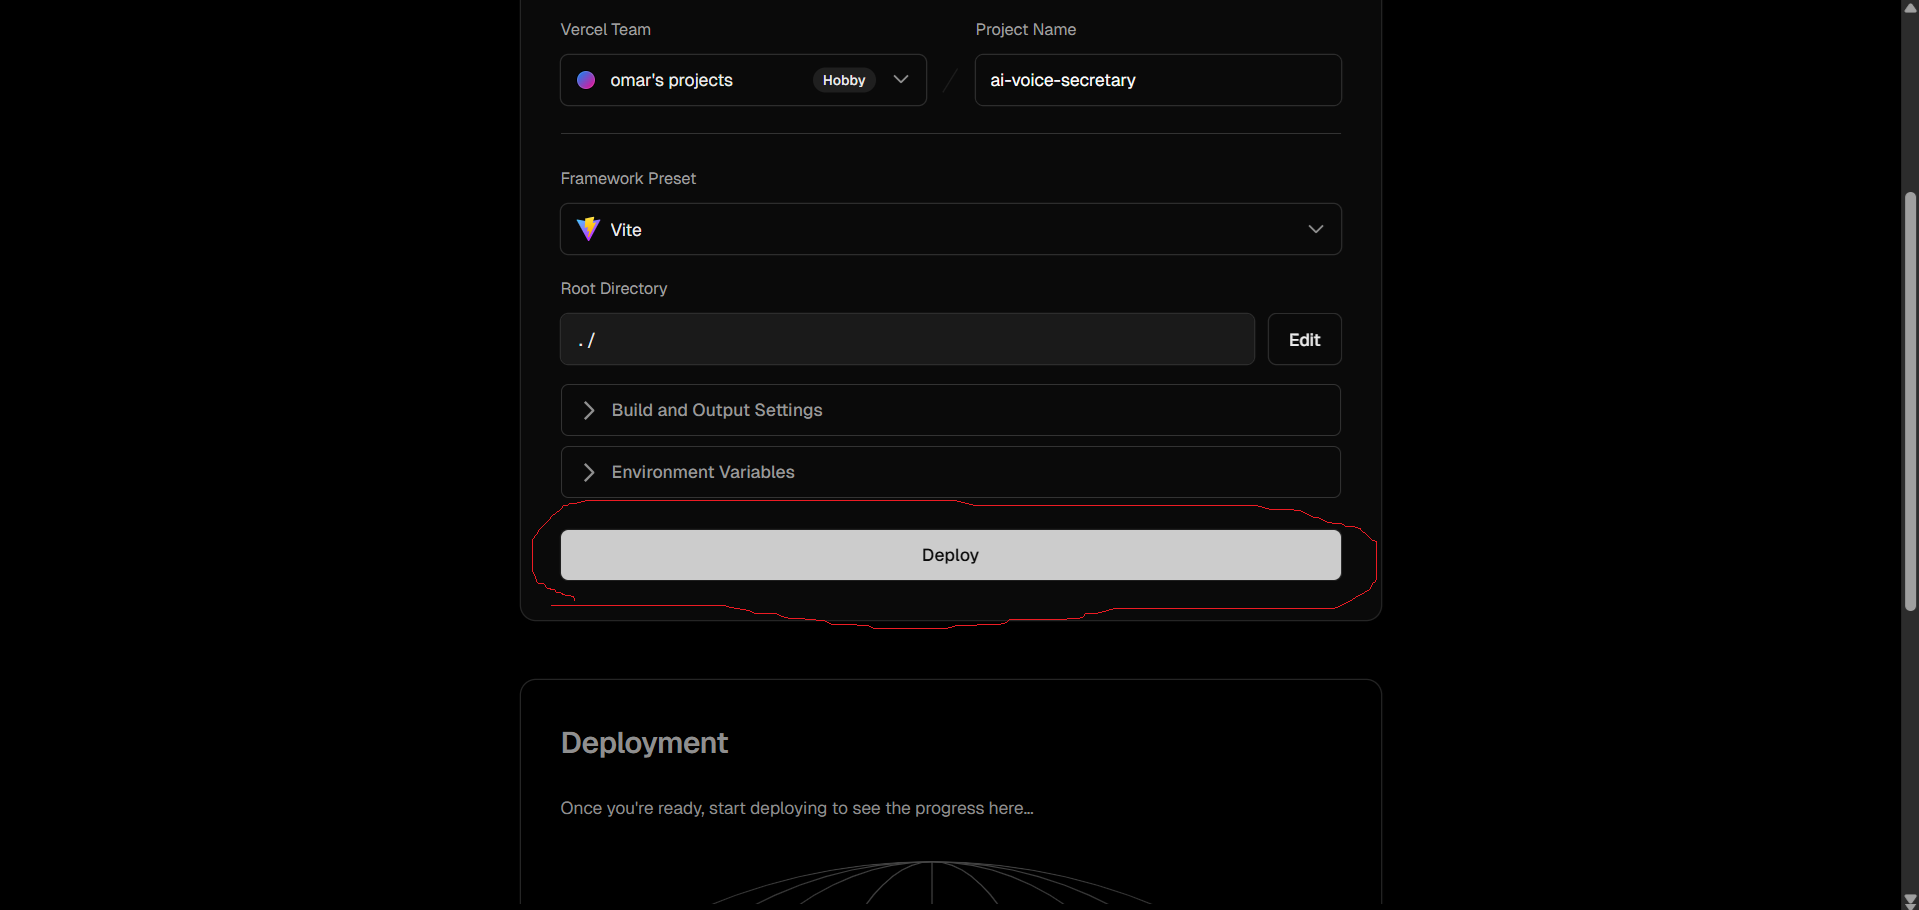 Vercel Team
Project Name
omar's projects Hobby
ai-voice-secretary
Framework Preset
Vite
Root Directory
./
Edit
Build and Output Settings
Environment Variables
Deploy
Deployment
Once you're ready, start deploying to see the progress here...